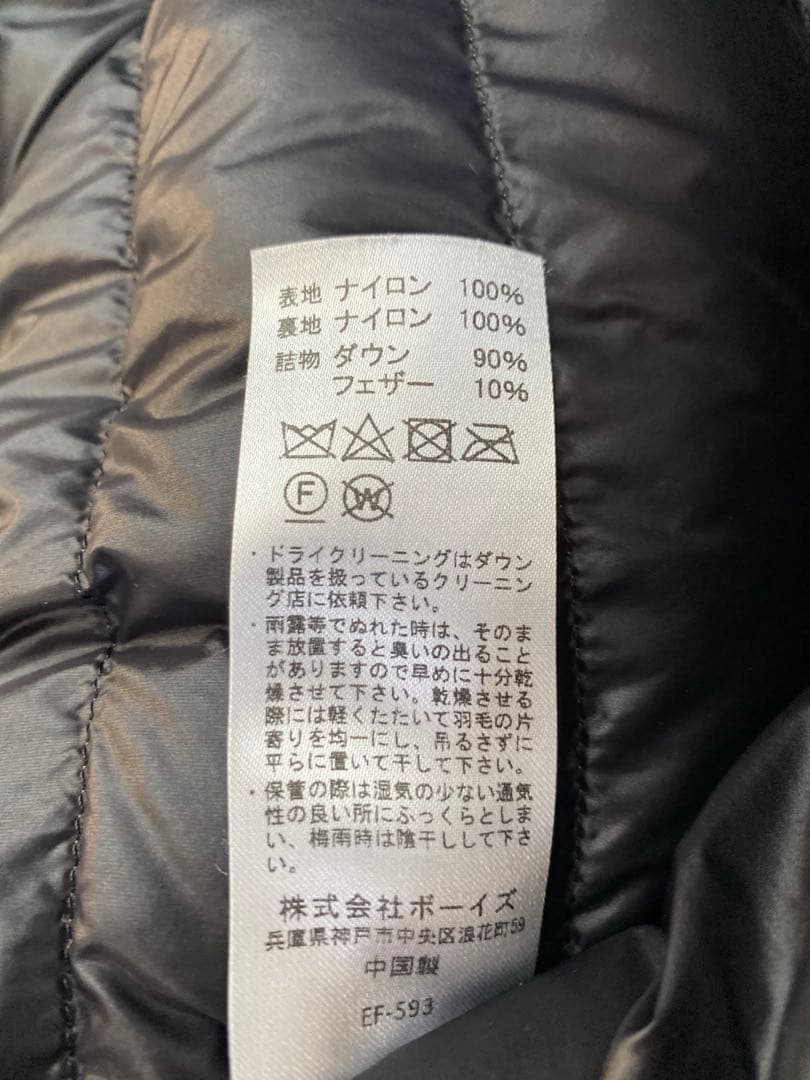 表地 ナイロン 100%
裏地 ナイロン 100%
詰物 ダウン 90%
フェザー 10%
F W
・ドライクリーニングはダウン
製品を扱っているクリーニン
グ店に依頼下さい。
・雨露等でぬれた時は、そのま
ま放置すると臭いの出ること
がありますので早めに十分乾
燥させて下さい。乾燥させる
際には軽くたたいて羽毛の片
寄りを均一にし、吊るさずに
平らに置いて干して下さい。
・保管の際は湿気の少ない通気
性の良い所にふっくらとしま
い、梅雨時は陰干しして下さ
い。
株式会社ボーイズ
兵庫県神戸市中央区浪花町59
中国製
EF-593